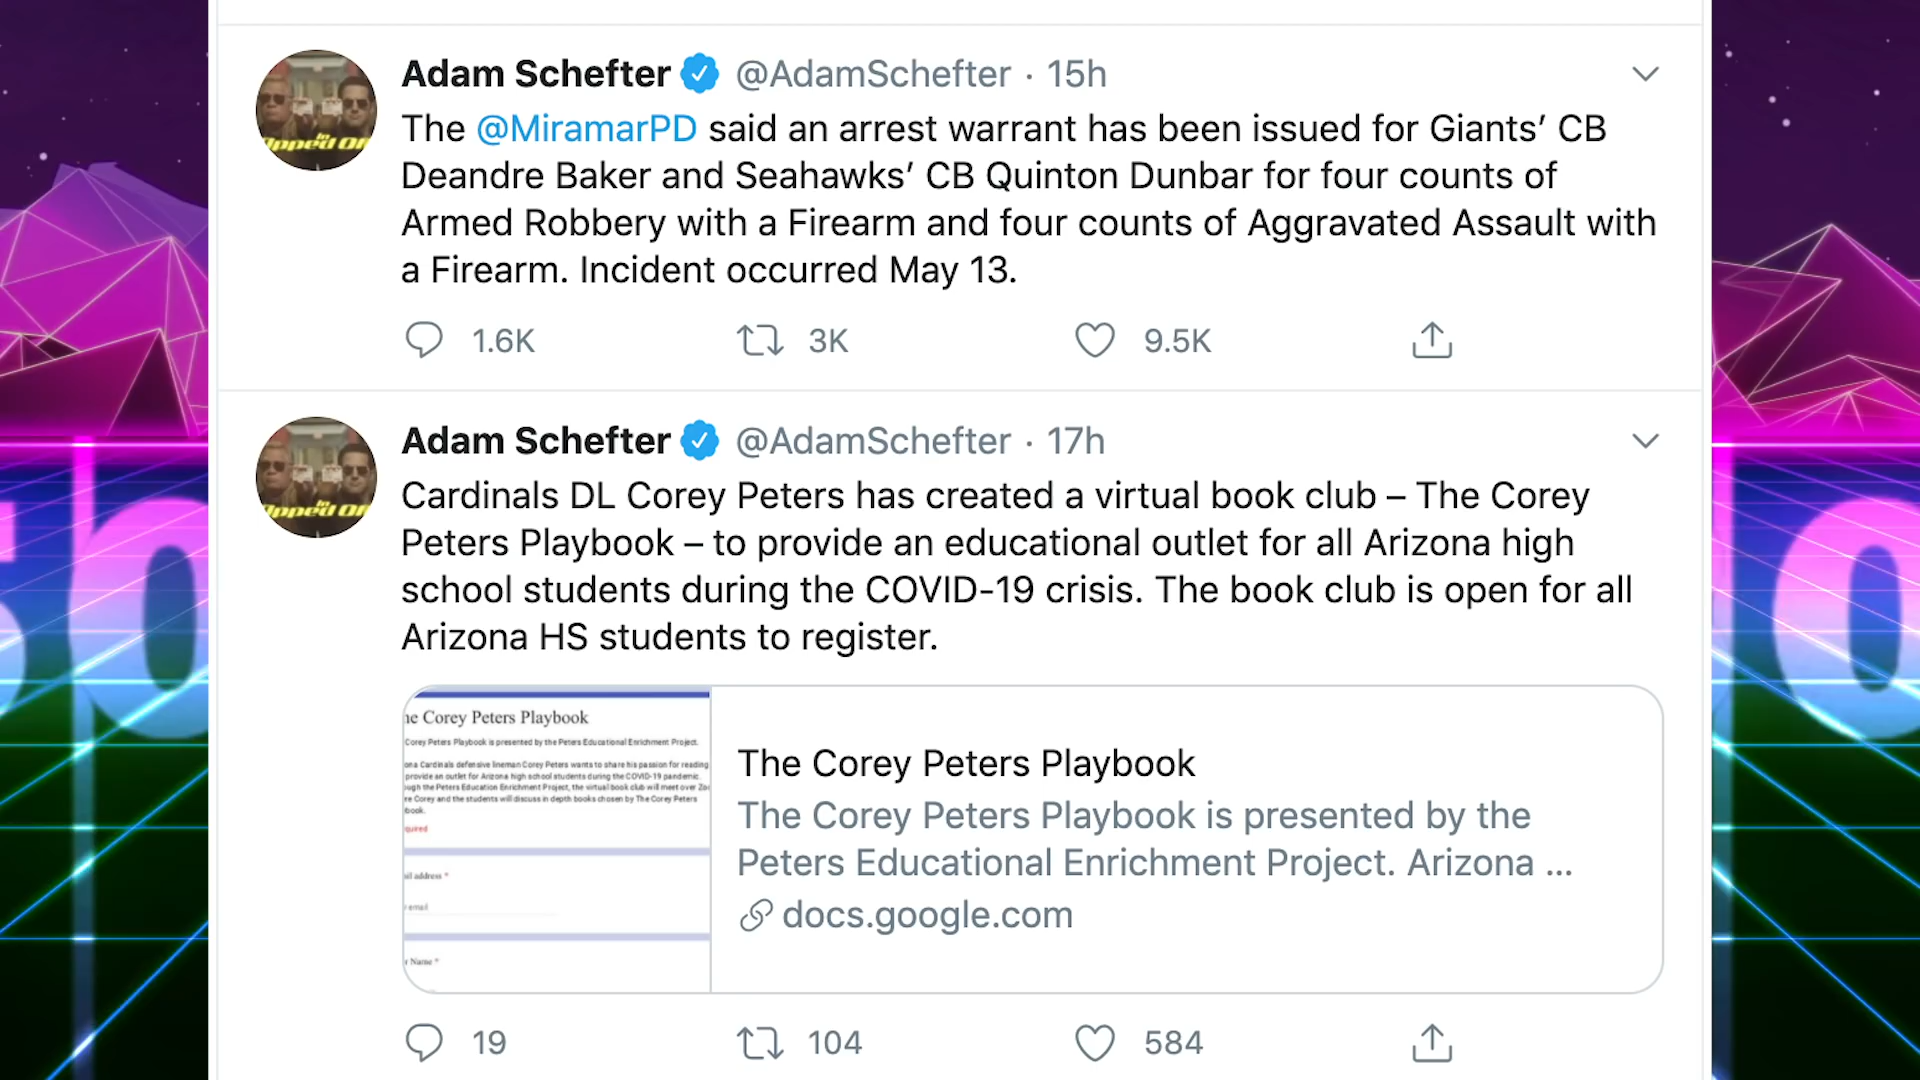 Adam Schefter @AdamSchefter · 15h
The @MiramarPD said an arrest warrant has been issued for Giants’ CB
Deandre Baker and Seahawks’ CB Quinton Dunbar for four counts of
Armed Robbery with a Firearm and four counts of Aggravated Assault with
a Firearm. Incident occurred May 13.
1.6K 3K 9.5K
Adam Schefter @AdamSchefter · 17h
Cardinals DL Corey Peters has created a virtual book club – The Corey
Peters Playbook – to provide an educational outlet for all Arizona high
school students during the COVID-19 crisis. The book club is open for all
Arizona HS students to register.
Corey Peters Playbook
Corey Peters Playbook is presented by the Peters Educational Enrichment Project.
Cardinals defensive lineman Corey Peters wants to share his passion for reading
provide an outlet for Arizona high school students during the COVID-19 pandemic.
the Peters Education Enrichment Project, the virtual book club will meet over
Corey and the students will discuss in depth books chosen by The Corey Peters
address *
email
Name *
The Corey Peters Playbook
The Corey Peters Playbook is presented by the
Peters Educational Enrichment Project. Arizona ...
docs.google.com
19 104 584